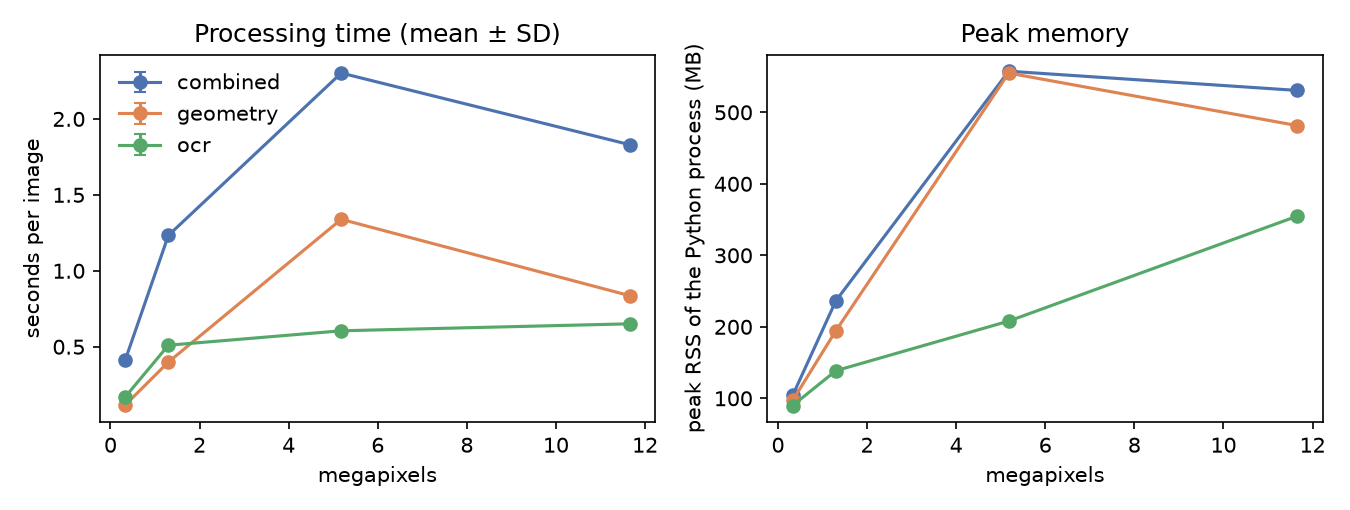 Processing time (mean ± SD)
seconds per image
2.0
1.5
1.0
0.5
combined
geometry
ocr
0 2 4 6 8 10 12
megapixels
Peak memory
peak RSS of the Python process (MB)
500
400
300
200
100
0 2 4 6 8 10 12
megapixels